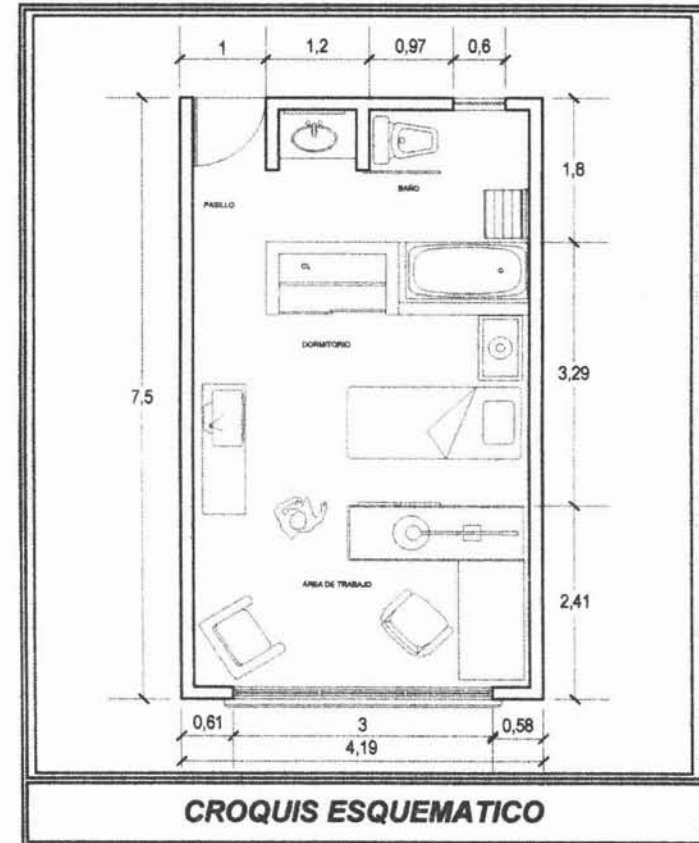 1 1,2 0,97 0,6
1,8
PASILLO
BAÑO
CL
DORMITORIO
7,5
3,29
ÁREA DE TRABAJO
2,41
0,61 3 0,58
4,19
CROQUIS ESQUEMATICO